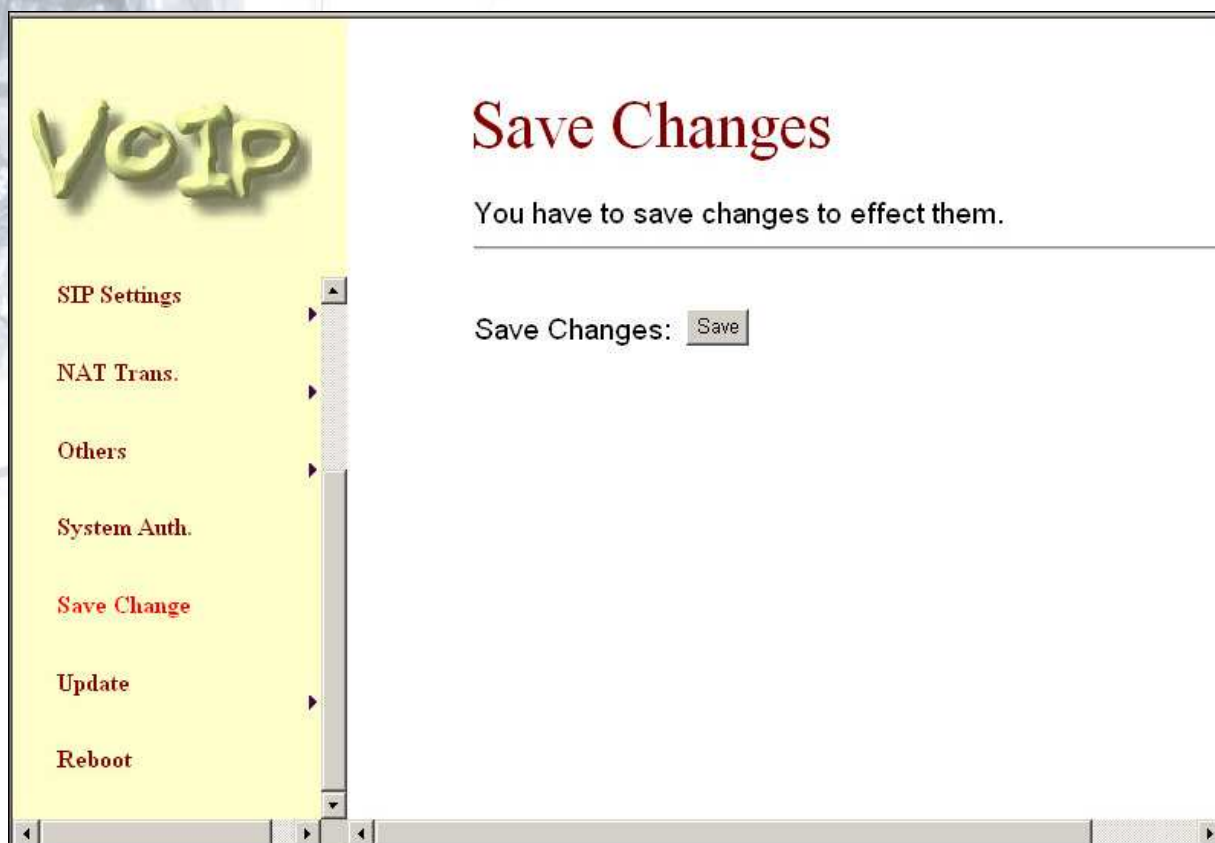 VOIP
SIP Settings
NAT Trans.
Others
System Auth.
Save Change
Update
Reboot
Save Changes
You have to save changes to effect them.
Save Changes: Save